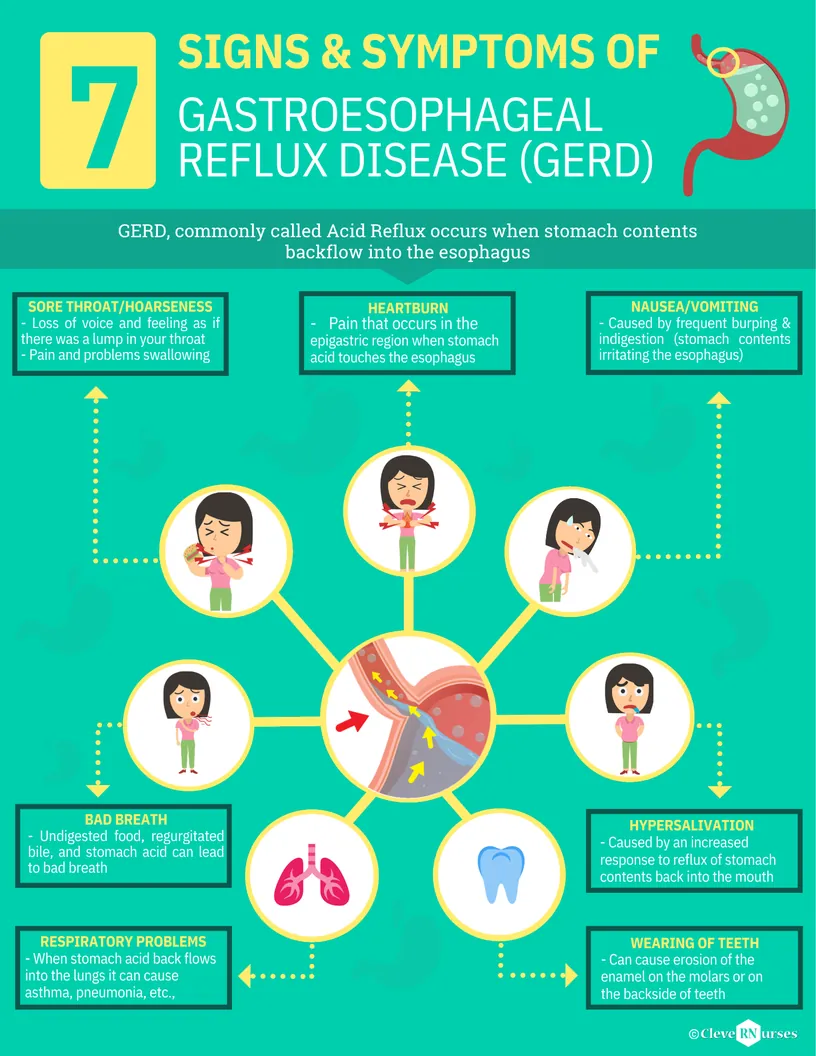 7
SIGNS & SYMPTOMS OF
GASTROESOPHAGEAL
REFLUX DISEASE (GERD)
GERD, commonly called Acid Reflux occurs when stomach contents
backflow into the esophagus
SORE THROAT/HOARSENESS
- Loss of voice and feeling as if
there was a lump in your throat
- Pain and problems swallowing
HEARTBURN
- Pain that occurs in the
epigastric region when stomach
acid touches the esophagus
NAUSEA/VOMITING
- Caused by frequent burping &
indigestion (stomach contents
irritating the esophagus)
BAD BREATH
- Undigested food, regurgitated
bile, and stomach acid can lead
to bad breath
HYPERSALIVATION
- Caused by an increased
response to reflux of stomach
contents back into the mouth
RESPIRATORY PROBLEMS
- When stomach acid back flows
into the lungs it can cause
asthma, pneumonia, etc.,
WEARING OF TEETH
- Can cause erosion of the
enamel on the molars or on
the backside of teeth
©Cleve RN urses